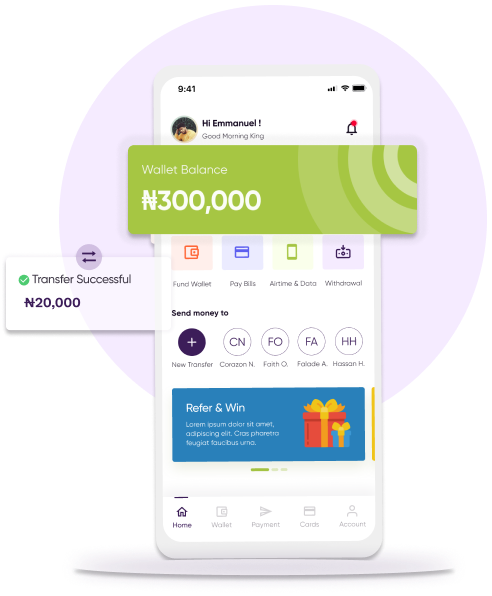 9:41
Hi Emmanuel !
Good Morning King
Wallet Balance
₦300,000
Transfer Successful
₦20,000
Fund Wallet
Pay Bills
Airtime & Data
Withdrawal
Send money to
CN
FO
FA
HH
New Transfer
Corazon N.
Faith O.
Falade A.
Hassan H.
Refer & Win
Lorem ipsum dolor sit amet,
adipiscing elit. Cras pharetra
feugiat faucibus urna.
Home
Wallet
Payment
Cards
Account